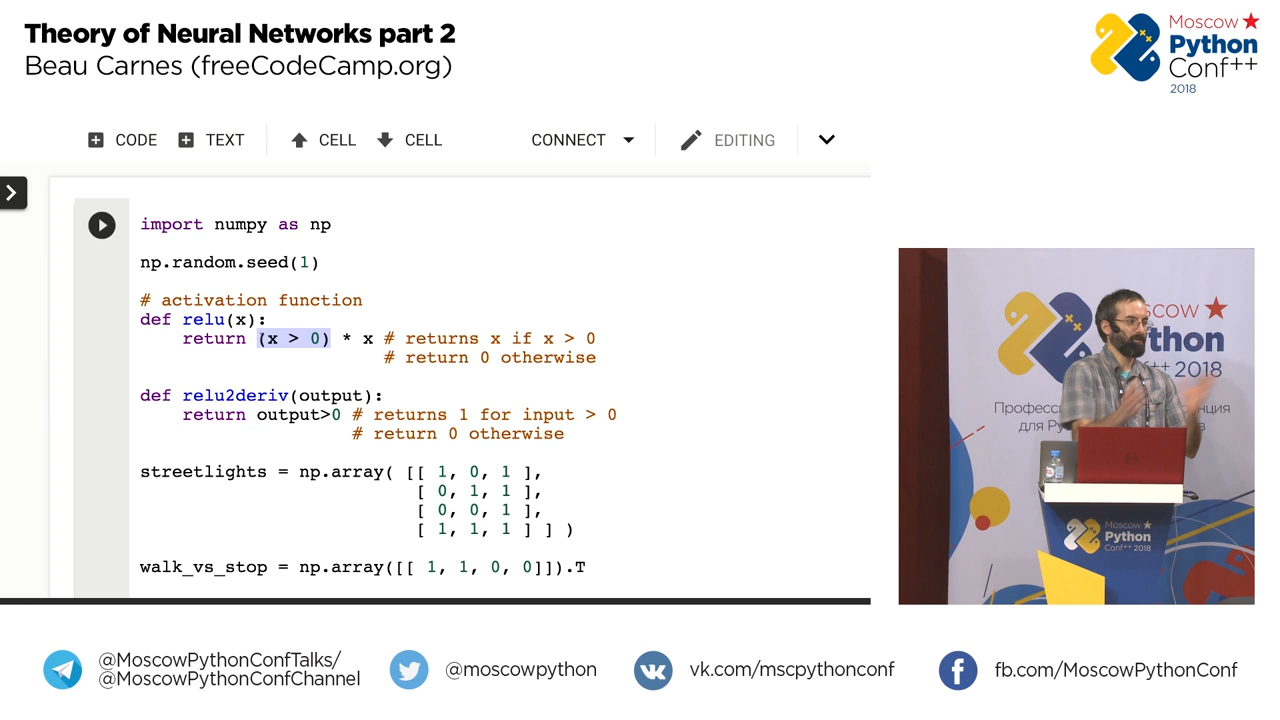 Theory of Neural Networks part 2
Beau Carnes (freeCodeCamp.org)
Moscow
Python
Conf++
2018
CODE TEXT CELL CELL CONNECT EDITING
import numpy as np
np.random.seed(1)
# activation function
def relu(x):
    return (x > 0) * x # returns x if x > 0
                       # return 0 otherwise
def relu2deriv(output):
    return output>0 # returns 1 for input > 0
                    # return 0 otherwise
streetlights = np.array( [[ 1, 0, 1 ],
                          [ 0, 1, 1 ],
                          [ 0, 0, 1 ],
                          [ 1, 1, 1 ] ] )
walk_vs_stop = np.array([[ 1, 1, 0, 0]]).T
2018
для
Moscow
Python
Conf++ 2018
@MoscowPythonConfTalks/
@MoscowPythonConfChannel
@moscowpython
vk.com/mscpythonconf
fb.com/MoscowPythonConf